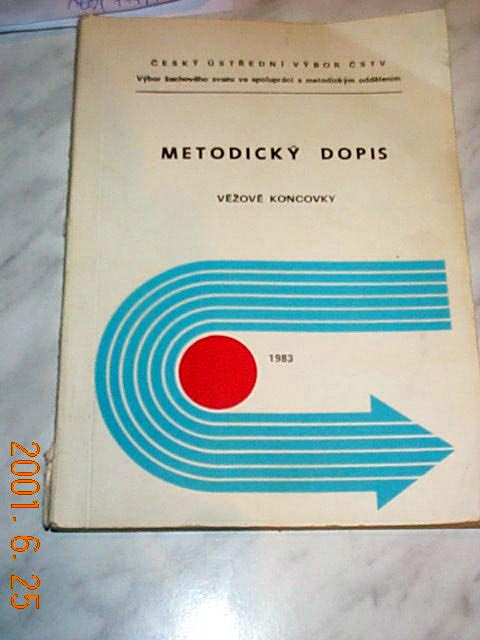 ČESKÝ ÚSTŘEDNÍ VÝBOR ČSTV
Výbor šachového svazu ve spolupráci s metodickým oddělením
METODICKÝ DOPIS
VĚŽOVÉ KONCOVKY
1983
2001. 6. 25